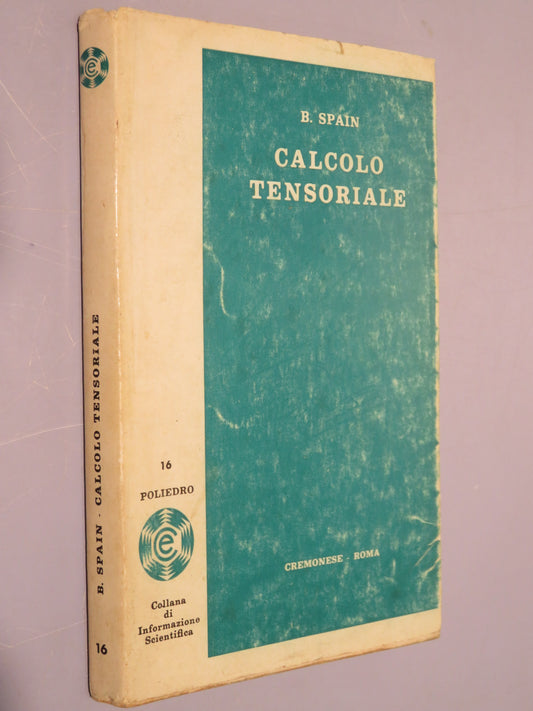 B. SPAIN
CALCOLO
TENSORIALE
CREMONESE - ROMA
16
POLIEDRO
Collana
di
Informazione
Scientifica
B. SPAIN - CALCOLO TENSORIALE
16